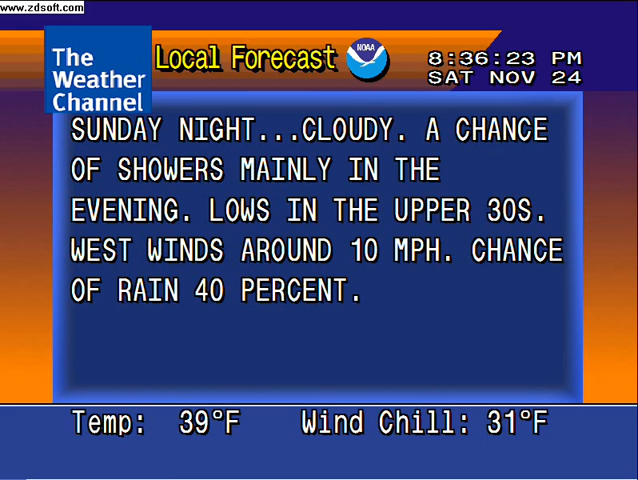 www.zdsoft.com
The
Weather
Channel
Local Forecast
NOAA
8:36:23 PM
SAT NOV 24
SUNDAY NIGHT...CLOUDY. A CHANCE
OF SHOWERS MAINLY IN THE
EVENING. LOWS IN THE UPPER 30S.
WEST WINDS AROUND 10 MPH. CHANCE
OF RAIN 40 PERCENT.
Temp: 39°F Wind Chill: 31°F